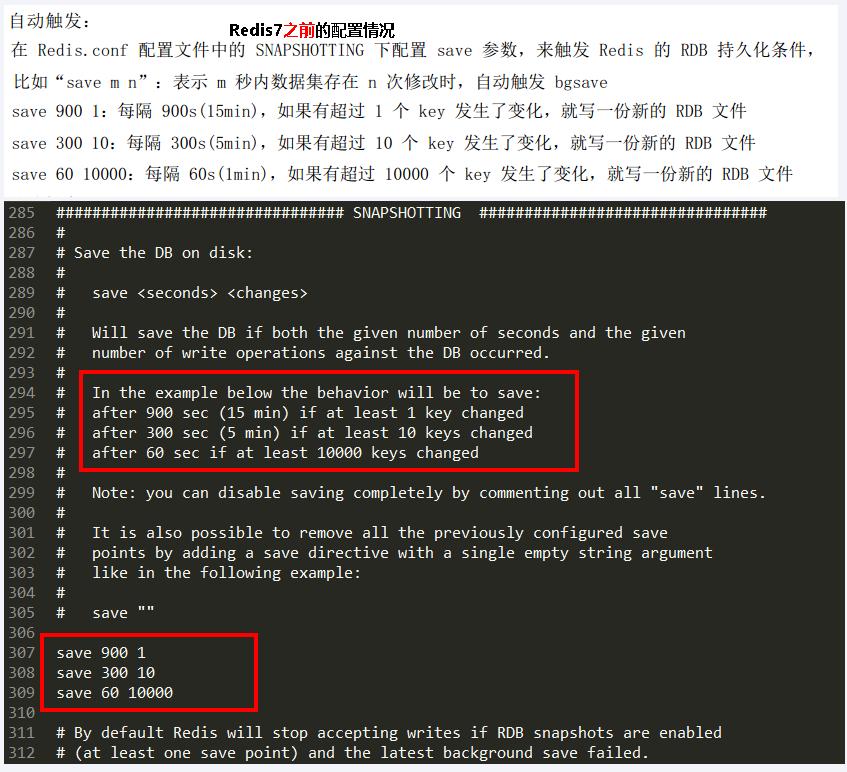 自动触发：
Redis7之前的配置情况
在 Redis.conf 配置文件中的 SNAPSHOTTING 下配置 save 参数，来触发 Redis 的 RDB 持久化条件，
比如“save m n”：表示 m 秒内数据集存在 n 次修改时，自动触发 bgsave
save 900 1：每隔 900s(15min)，如果有超过 1 个 key 发生了变化，就写一份新的 RDB 文件
save 300 10：每隔 300s(5min)，如果有超过 10 个 key 发生了变化，就写一份新的 RDB 文件
save 60 10000：每隔 60s(1min)，如果有超过 10000 个 key 发生了变化，就写一份新的 RDB 文件
285 ################################ SNAPSHOTTING ################################
286 #
287 # Save the DB on disk:
288 #
289 #   save <seconds> <changes>
290 #
291 #   Will save the DB if both the given number of seconds and the given
292 #   number of write operations against the DB occurred.
293 #
294 #   In the example below the behavior will be to save:
295 #   after 900 sec (15 min) if at least 1 key changed
296 #   after 300 sec (5 min) if at least 10 keys changed
297 #   after 60 sec if at least 10000 keys changed
298 #
299 #   Note: you can disable saving completely by commenting out all "save" lines.
300 #
301 #   It is also possible to remove all the previously configured save
302 #   points by adding a save directive with a single empty string argument
303 #   like in the following example:
304 #
305 #   save ""
306
307 save 900 1
308 save 300 10
309 save 60 10000
310
311 # By default Redis will stop accepting writes if RDB snapshots are enabled
312 # (at least one save point) and the latest background save failed.